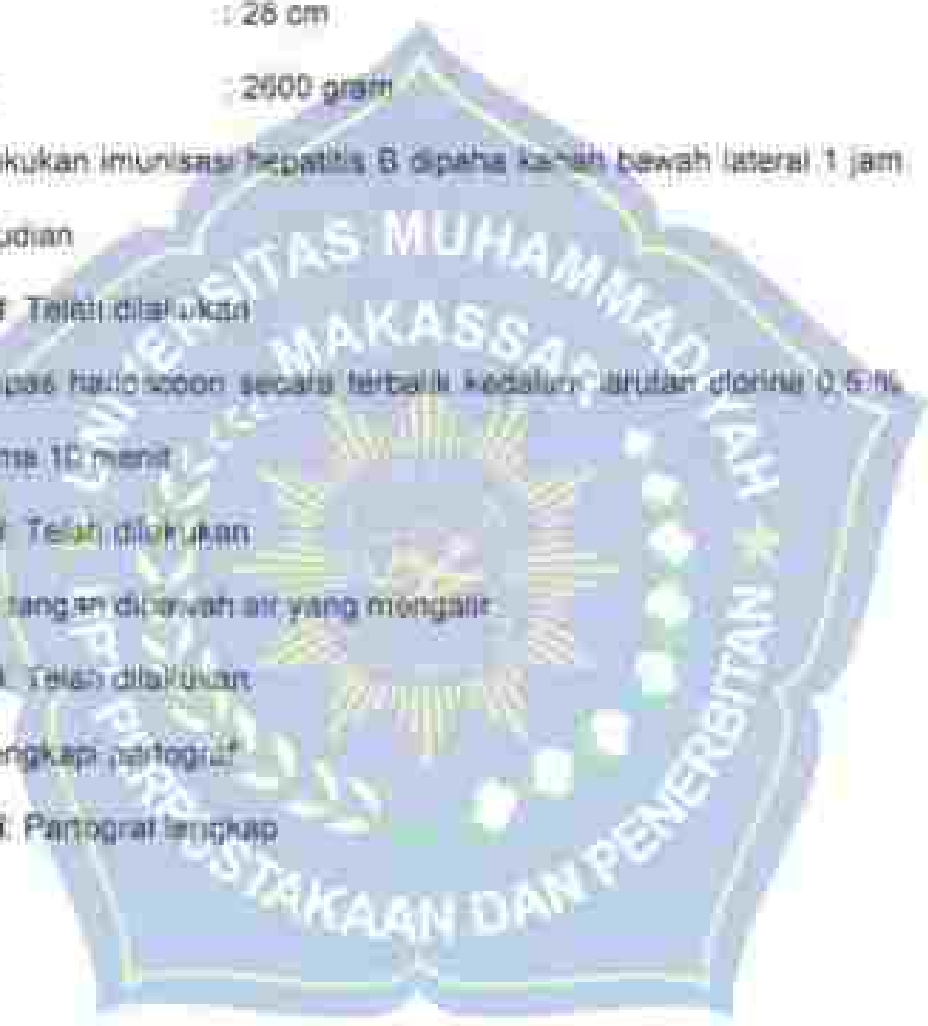 : 28 cm
: 2600 gram
kukan imunisasi hepatitis B dipaha kanan bawah lateral 1 jam
udian
Telah dilakukan
pas handscoon secara terbalik kedalam larutan clorine 0,5 %
ma 10 menit
Telah dilakukan
tangan dibawah air yang mengalir
Telah dilakukan
engkapi partograf
Partograf lengkap
UNIVERSITAS MUHAMMADIYAH
MAKASSAR
UPT PERPUSTAKAAN DAN PENERBITAN